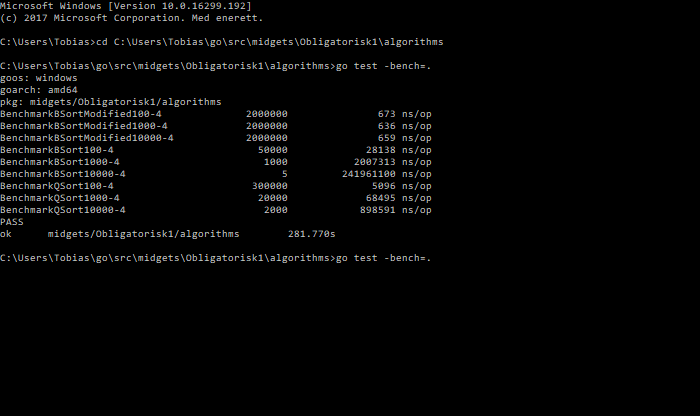 Microsoft Windows [Version 10.0.16299.192]
(c) 2017 Microsoft Corporation. Med enerett.
C:\Users\Tobias>cd C:\Users\Tobias\go\src\midgets\Obligatorisk1\algorithms
C:\Users\Tobias\go\src\midgets\Obligatorisk1\algorithms>go test -bench=.
goos: windows
goarch: amd64
pkg: midgets/Obligatorisk1/algorithms
BenchmarkBSortModified100-4 2000000 673 ns/op
BenchmarkBSortModified1000-4 2000000 636 ns/op
BenchmarkBSortModified10000-4 2000000 659 ns/op
BenchmarkBSort100-4 50000 28138 ns/op
BenchmarkBSort1000-4 1000 2007313 ns/op
BenchmarkBSort10000-4 5 241961100 ns/op
BenchmarkQSort100-4 300000 5096 ns/op
BenchmarkQSort1000-4 20000 68495 ns/op
BenchmarkQSort10000-4 2000 898591 ns/op
PASS
ok midgets/Obligatorisk1/algorithms 281.770s
C:\Users\Tobias\go\src\midgets\Obligatorisk1\algorithms>go test -bench=.